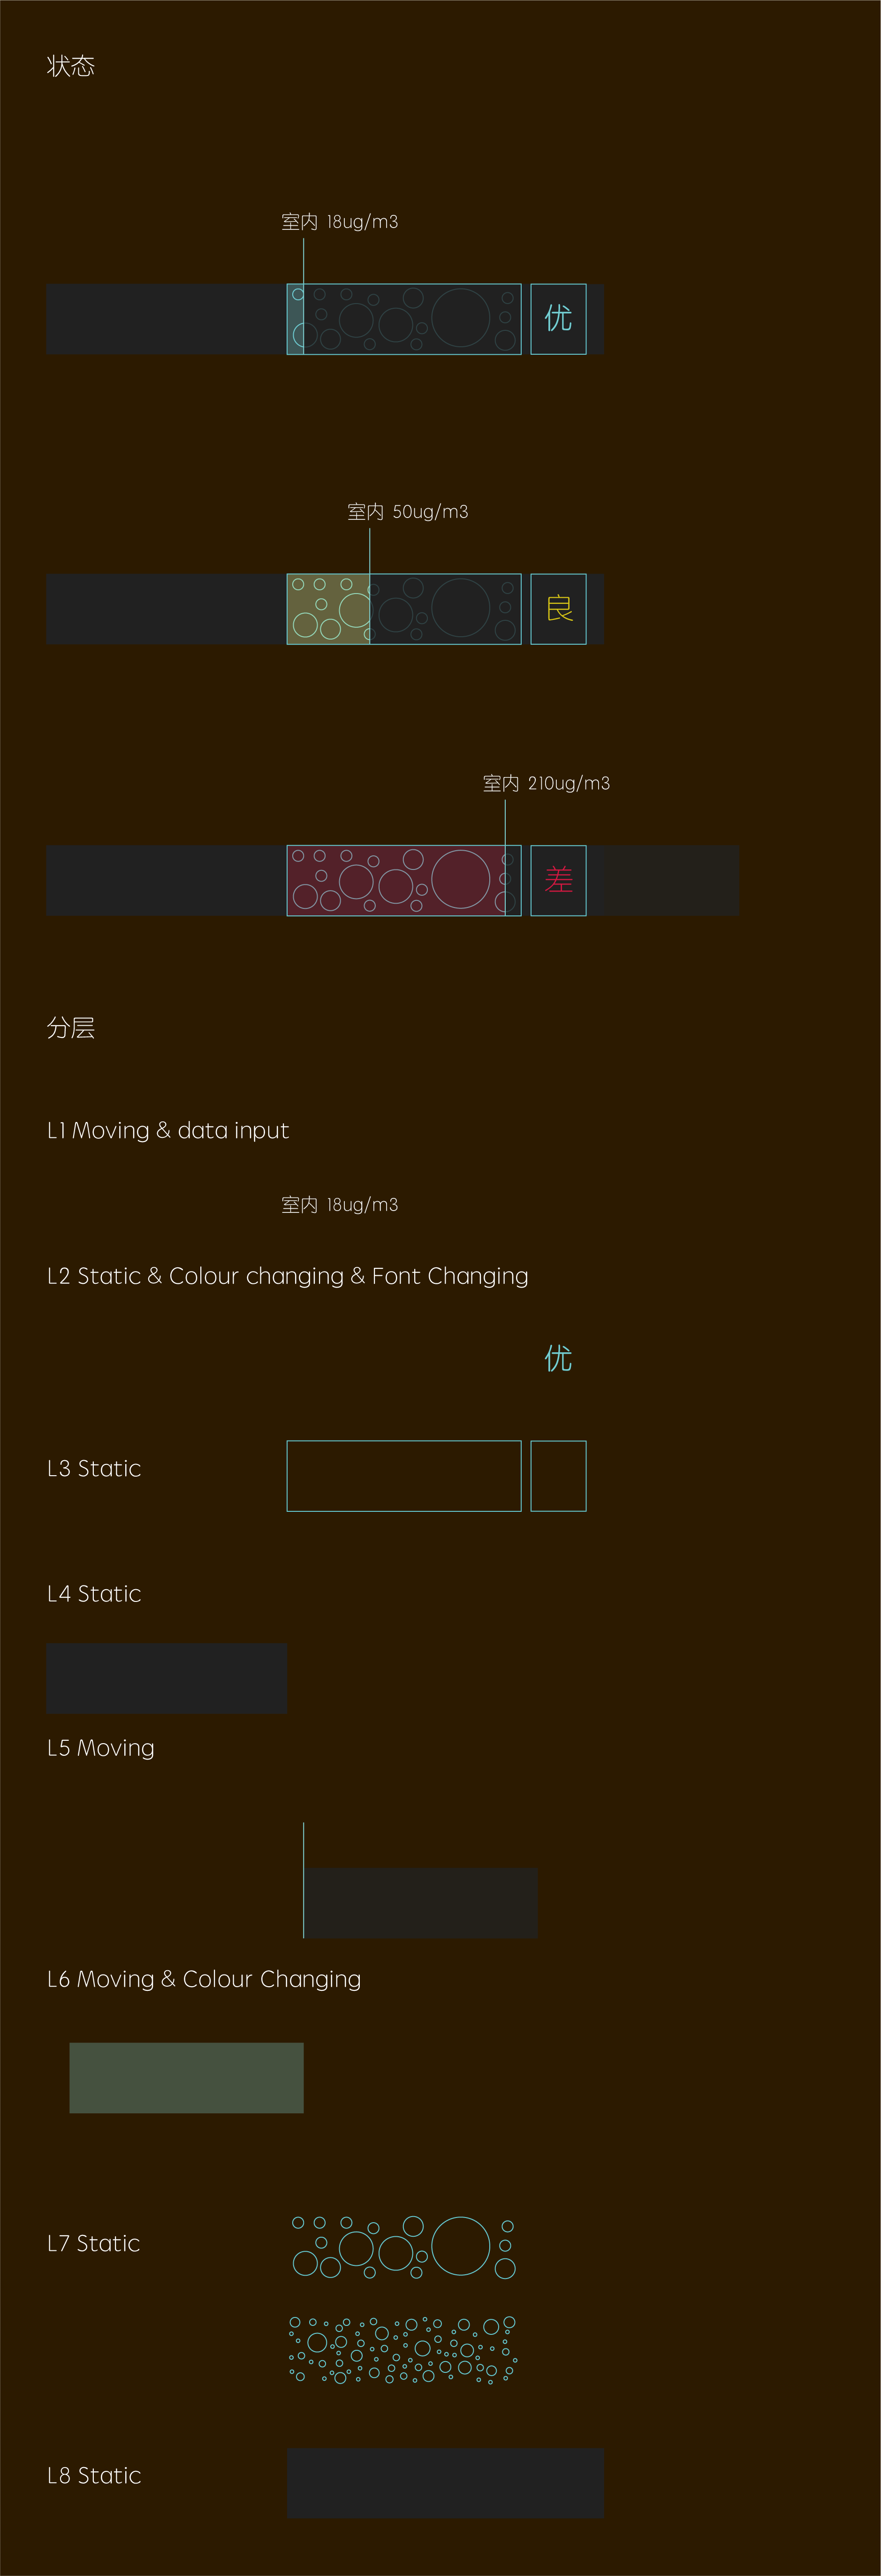 状态
室内 18ug/m3
优
室内 50ug/m3
良
室内 210ug/m3
差
分层
L1 Moving & data input
室内 18ug/m3
L2 Static & Colour changing & Font Changing
优
L3 Static
L4 Static
L5 Moving
L6 Moving & Colour Changing
L7 Static
L8 Static